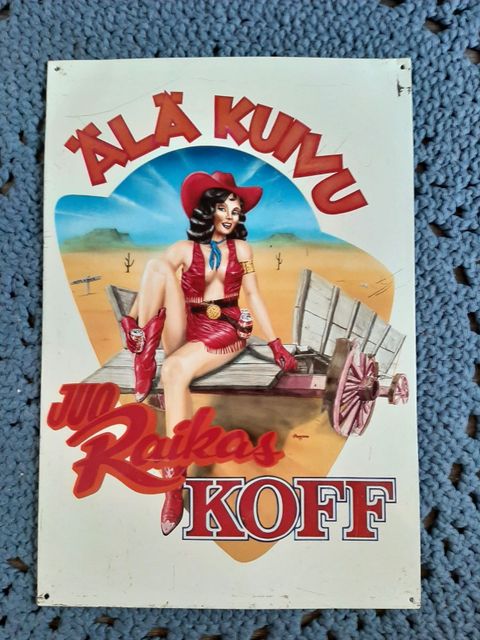 ÄLÄ KUIVU
JUO
Raikas
KOFF